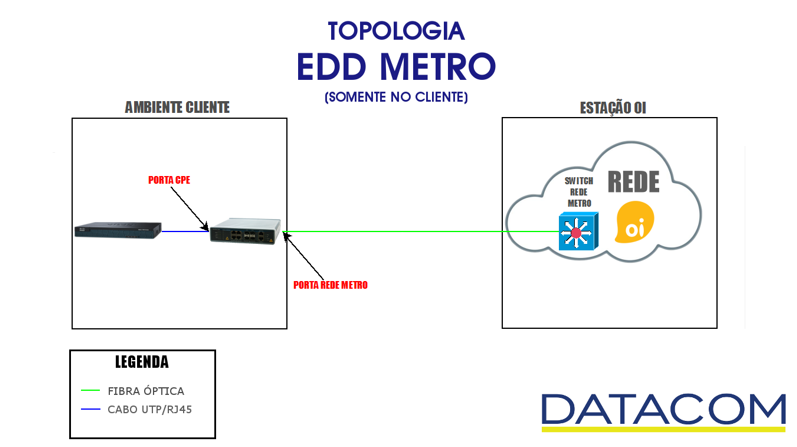 TOPOLOGIA
EDD METRO
(SOMENTE NO CLIENTE)
AMBIENTE CLIENTE
ESTAÇÃO OI
PORTA CPE
SWITCH
REDE
METRO
REDE
oi
PORTA REDE METRO
LEGENDA
FIBRA ÓPTICA
CABO UTP/RJ45
DATACOM